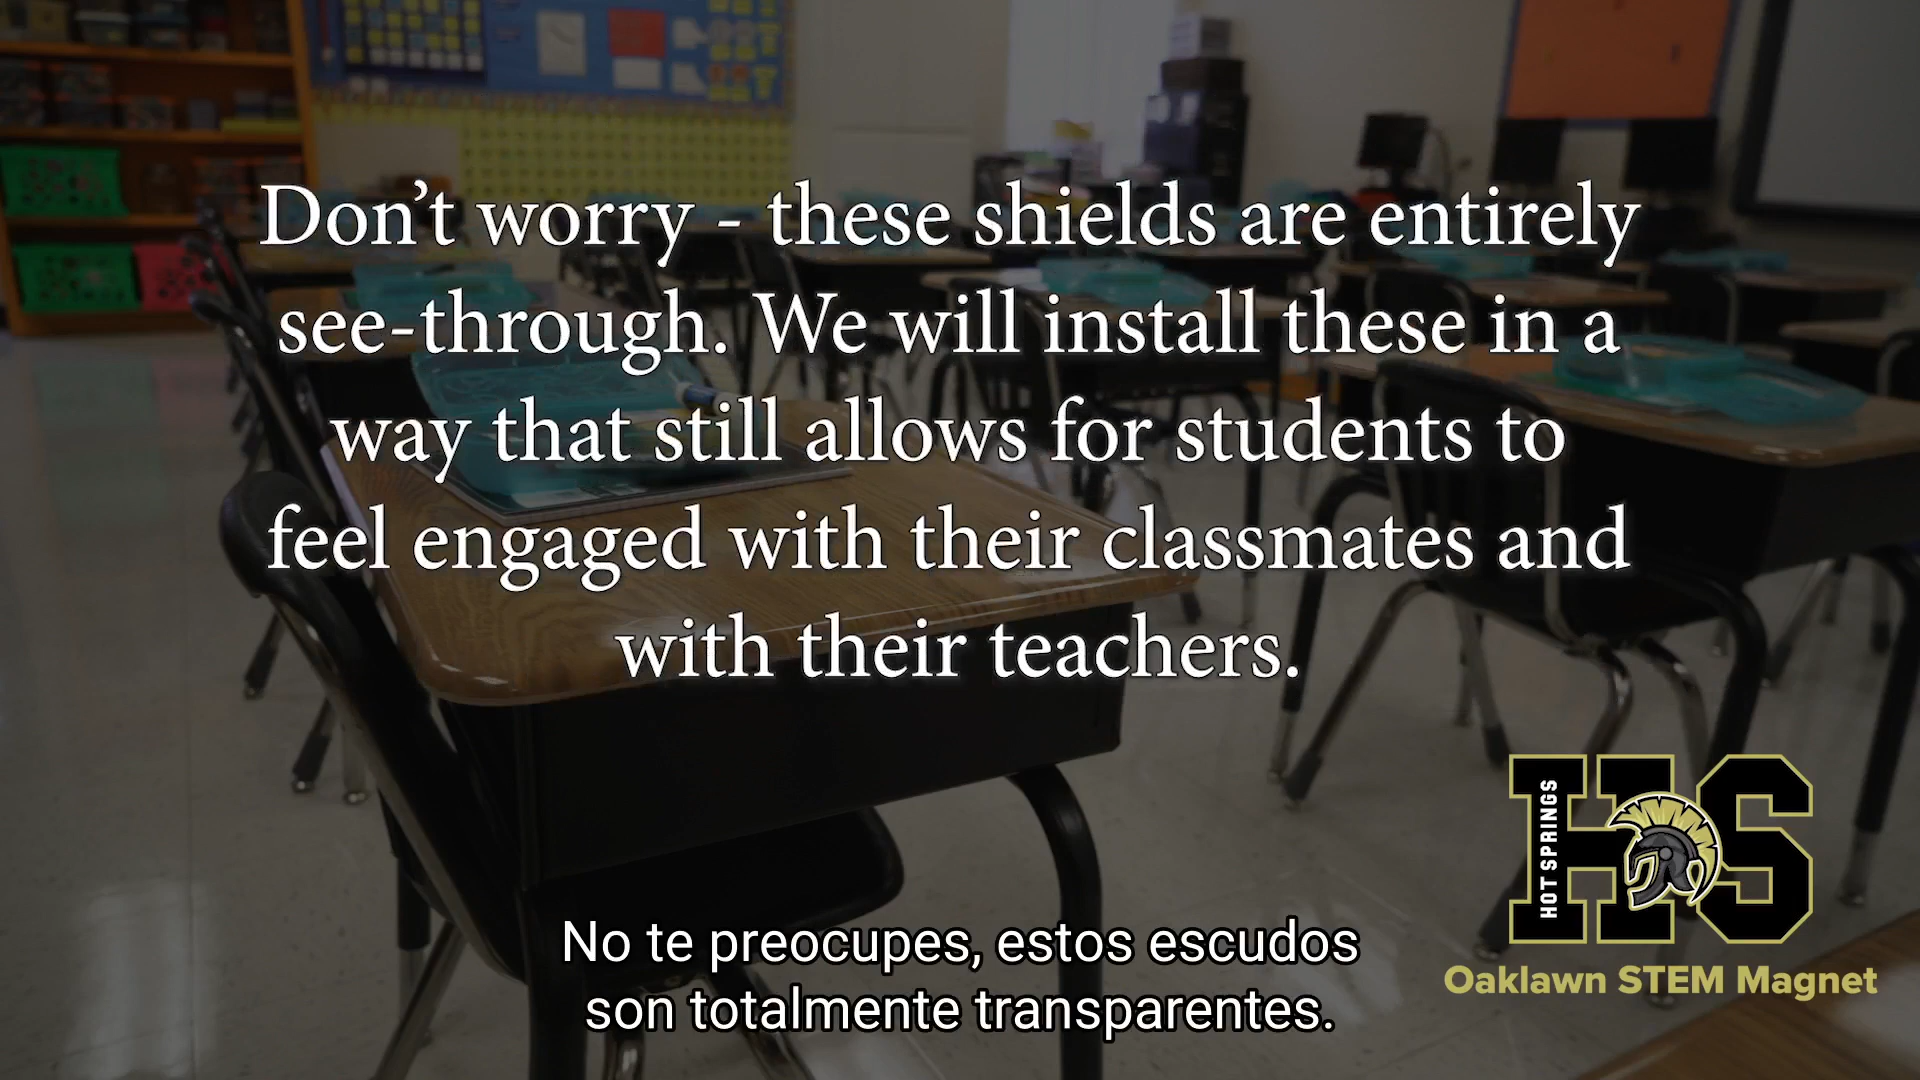 Don’t worry - these shields are entirely
see-through. We will install these in a
way that still allows for students to
feel engaged with their classmates and
with their teachers.
HS
HOT SPRINGS
Oaklawn STEM Magnet
No te preocupes, estos escudos
son totalmente transparentes.